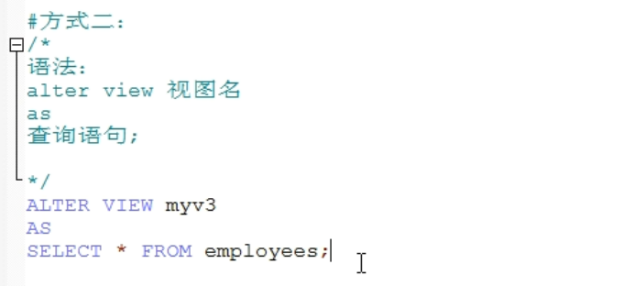 #方式二：
/*
语法：
alter view 视图名
as
查询语句；

*/
ALTER VIEW myv3
AS
SELECT * FROM employees;